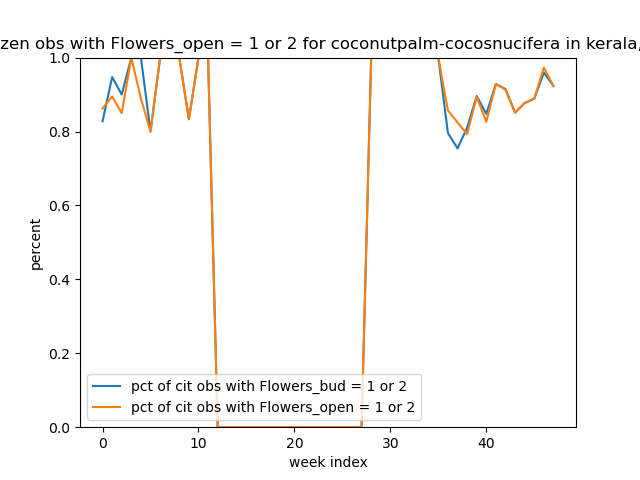 zen obs with Flowers_open = 1 or 2 for coconutpalm-cocosnucifera in kerala,
1.0
0.8
0.6
0.4
0.2
0.0
percent
pct of cit obs with Flowers_bud = 1 or 2
pct of cit obs with Flowers_open = 1 or 2
0 10 20 30 40
week index